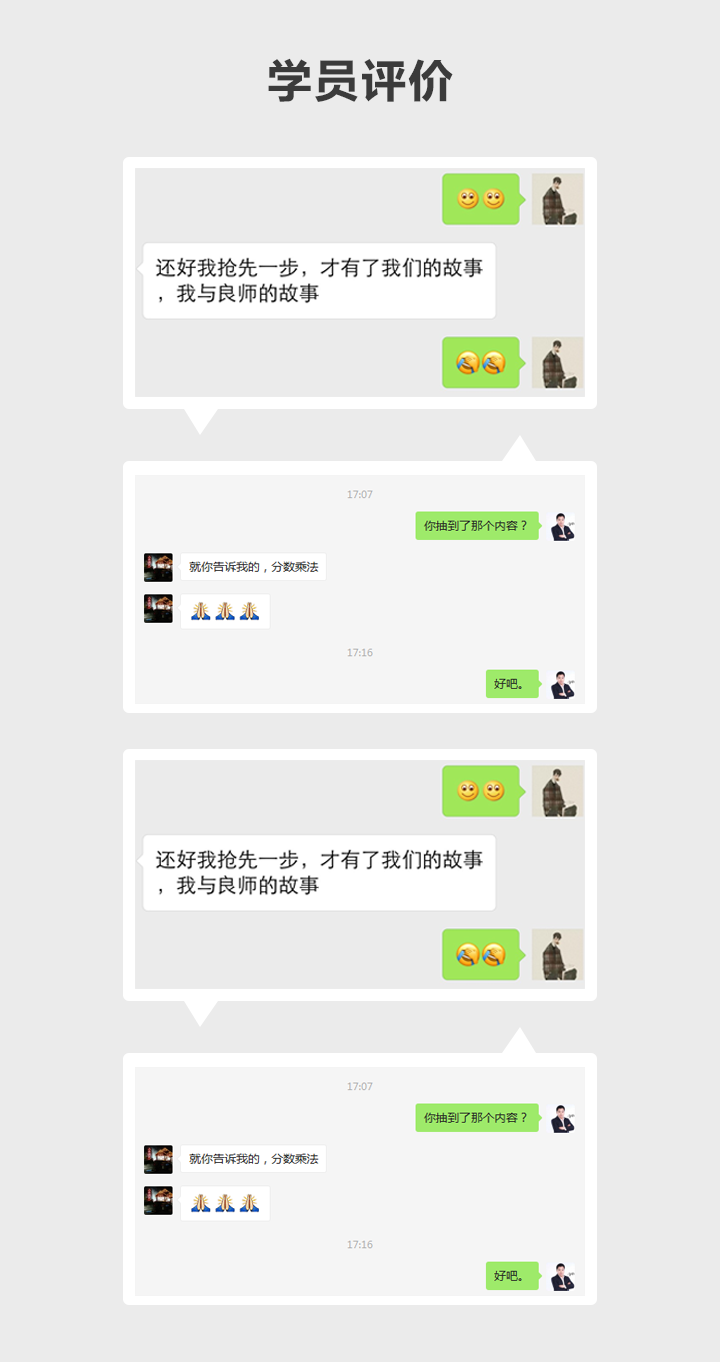 学员评价
还好我抢先一步，才有了我们的故事
，我与良师的故事
17:07
你抽到了那个内容？
就你告诉我的，分数乘法
17:16
好吧。
还好我抢先一步，才有了我们的故事
，我与良师的故事
17:07
你抽到了那个内容？
就你告诉我的，分数乘法
17:16
好吧。